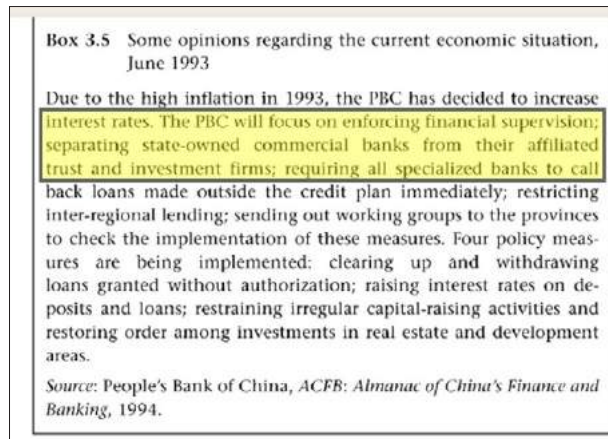 Box 3.5 Some opinions regarding the current economic situation,
June 1993
Due to the high inflation in 1993, the PBC has decided to increase
interest rates. The PBC will focus on enforcing financial supervision;
separating state-owned commercial banks from their affiliated
trust and investment firms; requiring all specialized banks to call
back loans made outside the credit plan immediately; restricting
inter-regional lending; sending out working groups to the provinces
to check the implementation of these measures. Four policy meas-
ures are being implemented: clearing up and withdrawing
loans granted without authorization; raising interest rates on de-
posits and loans; restraining irregular capital-raising activities and
restoring order among investments in real estate and development
areas.
Source: People's Bank of China, ACFB: Almanac of China's Finance and
Banking, 1994.